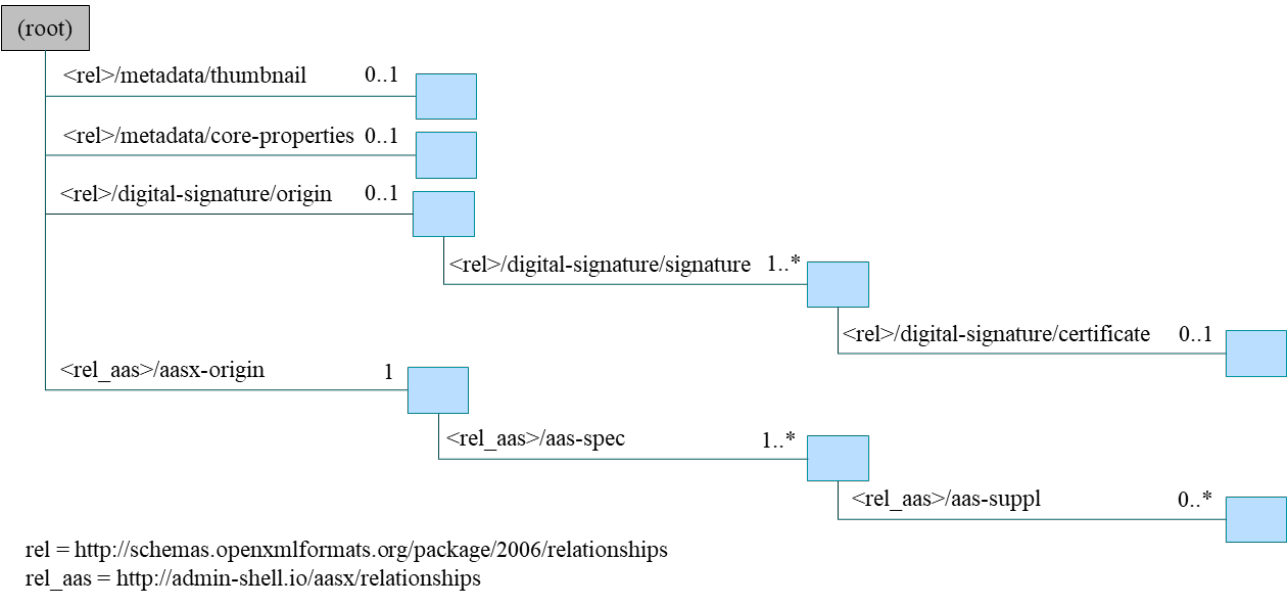 (root)
<rel>/metadata/thumbnail 0..1
<rel>/metadata/core-properties 0..1
<rel>/digital-signature/origin 0..1
<rel>/digital-signature/signature 1..*
<rel>/digital-signature/certificate 0..1
<rel_aas>/aasx-origin 1
<rel_aas>/aas-spec 1..*
<rel_aas>/aas-suppl 0..*
rel = http://schemas.openxmlformats.org/package/2006/relationships
rel_aas = http://admin-shell.io/aasx/relationships